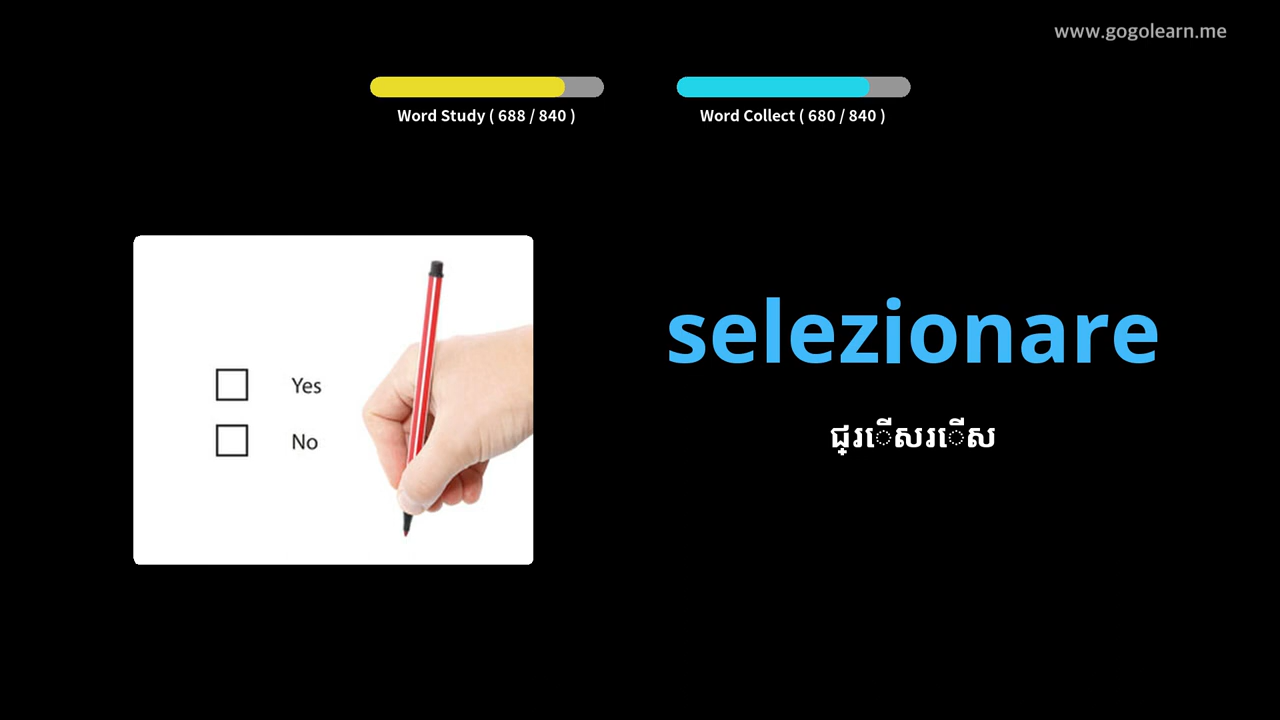 www.gogolearn.me
Word Study ( 688 / 840 )
Word Collect ( 680 / 840 )
Yes
No
selezionare
ជ្រើសរើស